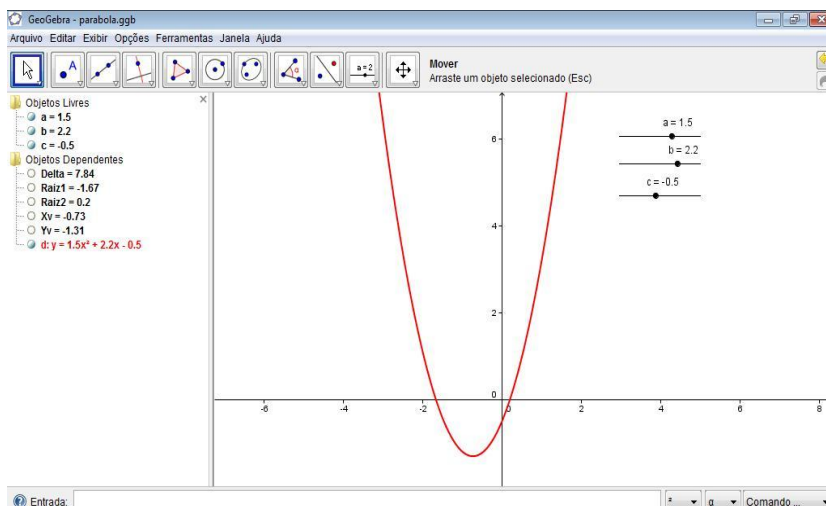 GeoGebra - parabola.ggb
Arquivo Editar Exibir Opções Ferramentas Janela Ajuda
A
α
a = 2
Mover
Arraste um objeto selecionado (Esc)
Objetos Livres
a = 1.5
b = 2.2
c = -0.5
Objetos Dependentes
Delta = 7.84
Raiz1 = -1.67
Raiz2 = 0.2
Xv = -0.73
Yv = -1.31
d: y = 1.5x² + 2.2x - 0.5
a = 1.5
b = 2.2
c = -0.5
6
4
2
0
-6 -4 -2 0 2 4 6 8
Entrada:
² α Comando ...